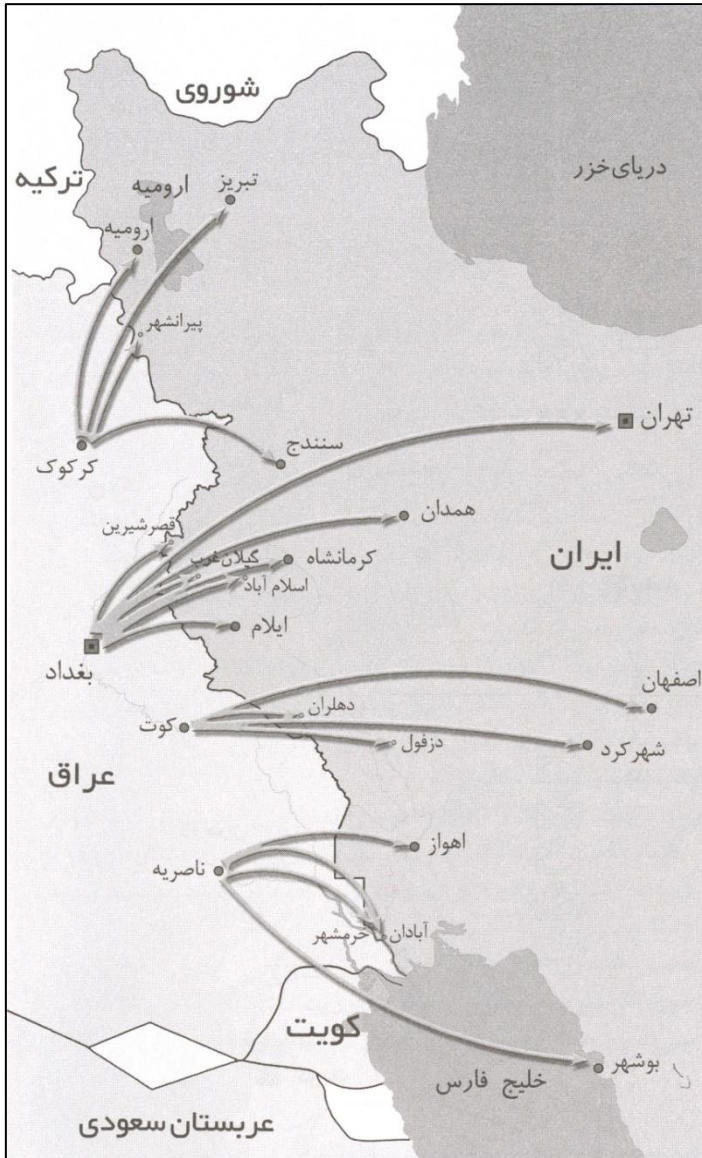 شوروی
دریای خزر
ترکیه
ارومیه
تبریز
ارومیه
پیرانشهر
تهران
سنندج
کرکوک
همدان
قصرشیرین
ایران
گیلان‌غرب
کرمانشاه
اسلام آباد
ایلام
بغداد
اصفهان
دهلران
کوت
دزفول
شهرکرد
عراق
اهواز
ناصریه
آبادان
خرمشهر
کویت
بوشهر
خلیج فارس
عربستان سعودی